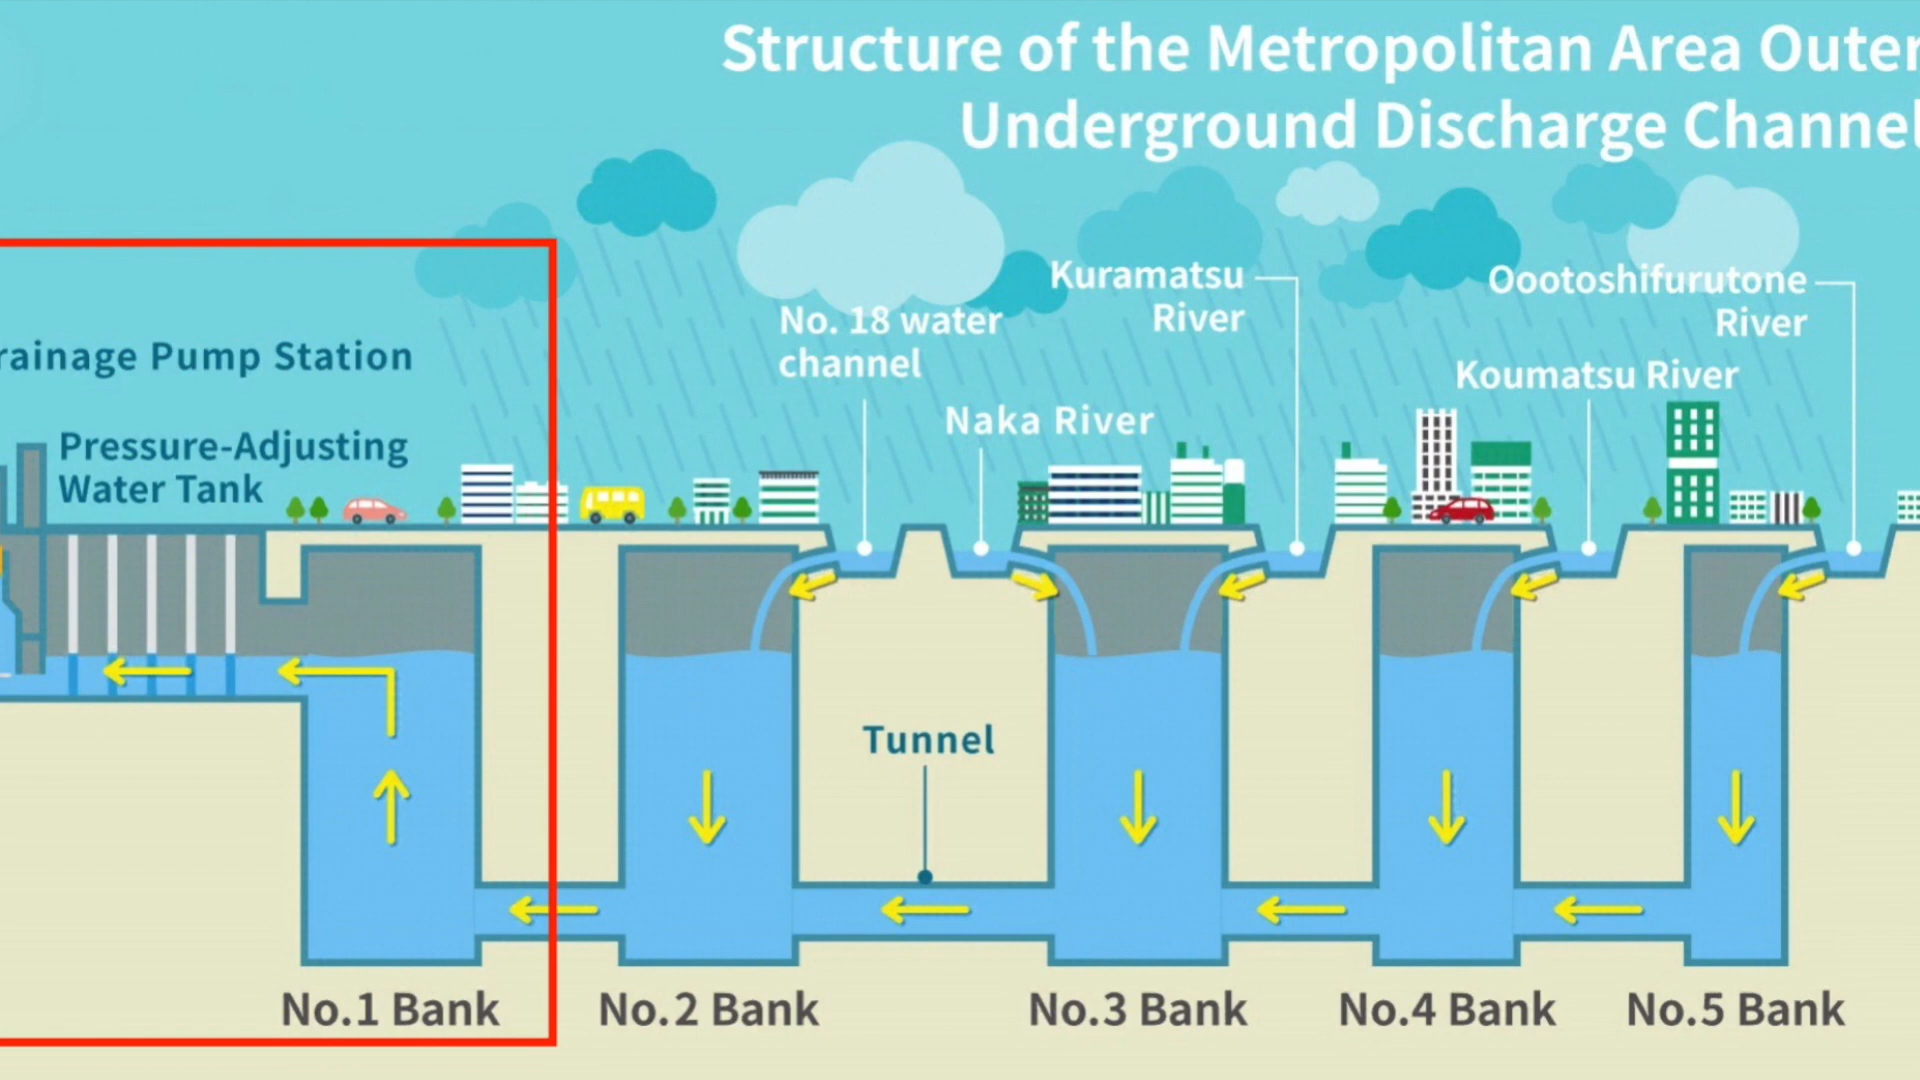 Structure of the Metropolitan Area Outer
Underground Discharge Channel
Kuramatsu
River
Oootoshifurutone
River
No. 18 water
channel
rainage Pump Station
Koumatsu River
Naka River
Pressure-Adjusting
Water Tank
Tunnel
No.1 Bank
No.2 Bank
No.3 Bank
No.4 Bank
No.5 Bank